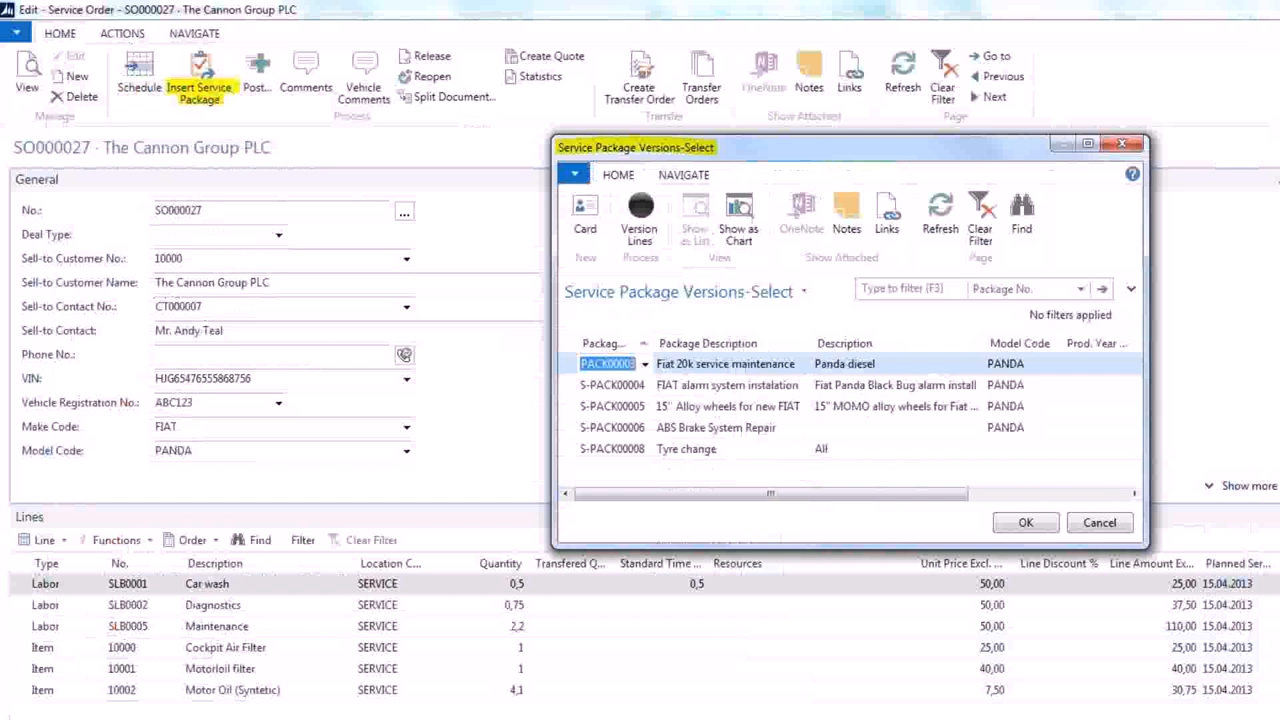 Edit - Service Order - SO000027 · The Cannon Group PLC
HOME ACTIONS NAVIGATE
View
Edit
New
Delete
Manage
Schedule
Insert Service Package
Post...
Comments
Vehicle Comments
Release
Reopen
Split Document...
Process
Create Quote
Statistics
Create Transfer Order
Transfer Orders
Transfer
OneNote
Notes
Links
Show Attached
Refresh
Clear Filter
Go to
Previous
Next
Page
SO000027 · The Cannon Group PLC
General
No.: SO000027 ...
Deal Type:
Sell-to Customer No.: 10000
Sell-to Customer Name: The Cannon Group PLC
Sell-to Contact No.: CT000007
Sell-to Contact: Mr. Andy Teal
Phone No.:
VIN: HJG65476555868756
Vehicle Registration No.: ABC123
Make Code: FIAT
Model Code: PANDA
Show more
Service Package Versions-Select
HOME NAVIGATE
Card
New
Version Lines
Process
Show as List
Show as Chart
View
OneNote
Notes
Links
Show Attached
Refresh
Clear Filter
Find
Page
Service Package Versions-Select
Type to filter (F3) Package No.
No filters applied
Packag... Package Description Description Model Code Prod. Year ...
PACK00003 Fiat 20k service maintenance Panda diesel PANDA
S-PACK00004 FIAT alarm system instalation Fiat Panda Black Bug alarm install PANDA
S-PACK00005 15" Alloy wheels for new FIAT 15" MOMO alloy wheels for Fiat ... PANDA
S-PACK00006 ABS Brake System Repair PANDA
S-PACK00008 Tyre change All
OK Cancel
Lines
Line Functions Order Find Filter Clear Filter
Type No. Description Location C... Quantity Transfered Q... Standard Time ... Resources Unit Price Excl. ... Line Discount % Line Amount Ex... Planned Ser...
Labor SLB0001 Car wash SERVICE 0,5 0,5 50,00 25,00 15.04.2013
Labor SLB0002 Diagnostics SERVICE 0,75 50,00 37,50 15.04.2013
Labor SLB0005 Maintenance SERVICE 2,2 50,00 110,00 15.04.2013
Item 10000 Cockpit Air Filter SERVICE 1 25,00 25,00 15.04.2013
Item 10001 Motorloil filter SERVICE 1 40,00 40,00 15.04.2013
Item 10002 Motor Oil (Syntetic) SERVICE 4,1 7,50 30,75 15.04.2013